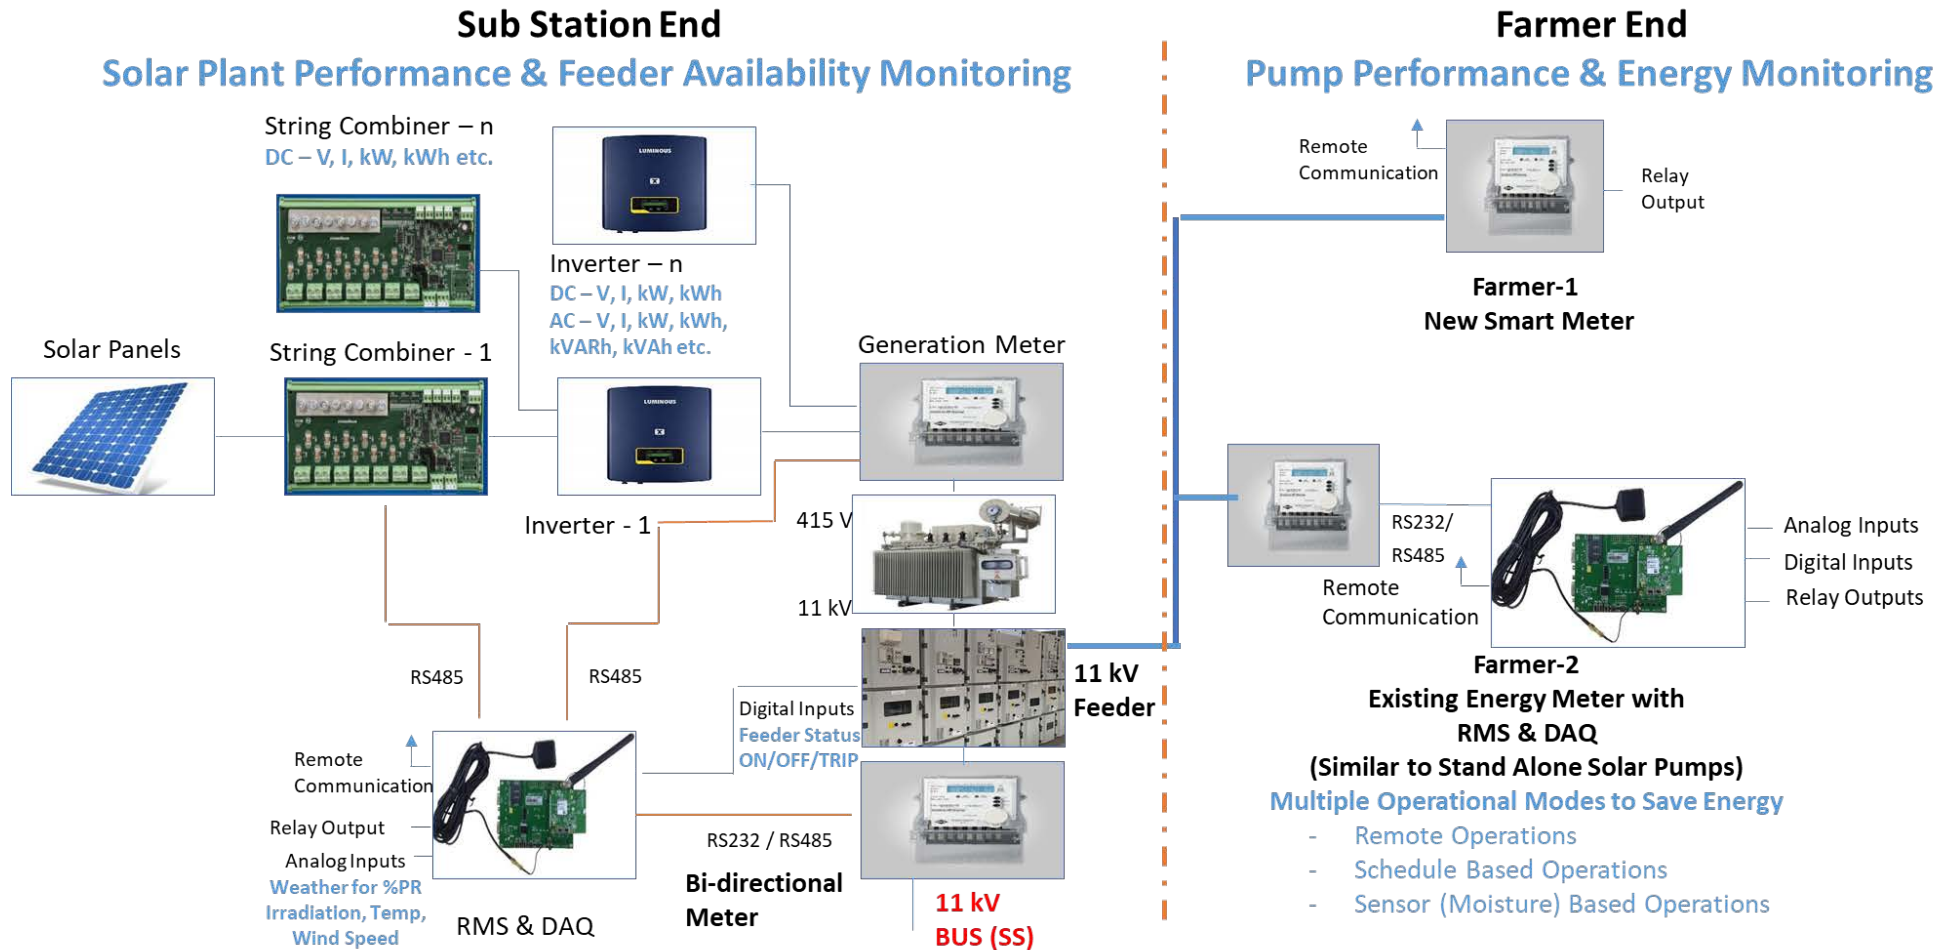 Sub Station End
Solar Plant Performance & Feeder Availability Monitoring
String Combiner – n
DC – V, I, kW, kWh etc.
LUMINOUS
Inverter – n
DC – V, I, kW, kWh
AC – V, I, kW, kWh,
kVARh, kVAh etc.
Solar Panels
String Combiner - 1
LUMINOUS
Inverter - 1
Generation Meter
415 V
11 kV
11 kV
Feeder
RS485
RS485
Digital Inputs
Feeder Status
ON/OFF/TRIP
Remote
Communication
Relay Output
Analog Inputs
Weather for %PR
Irradiation, Temp,
Wind Speed
RMS & DAQ
RS232 / RS485
Bi-directional
Meter
11 kV
BUS (SS)
Farmer End
Pump Performance & Energy Monitoring
Remote
Communication
Relay
Output
Farmer-1
New Smart Meter
RS232/
RS485
Remote
Communication
Analog Inputs
Digital Inputs
Relay Outputs
Farmer-2
Existing Energy Meter with
RMS & DAQ
(Similar to Stand Alone Solar Pumps)
Multiple Operational Modes to Save Energy
- Remote Operations
- Schedule Based Operations
- Sensor (Moisture) Based Operations